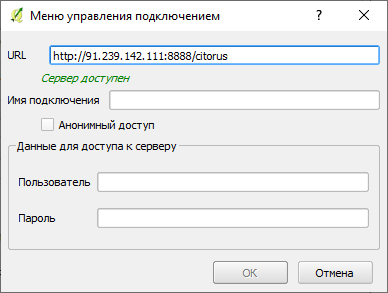 Меню управления подключением
URL http://91.239.142.111:8888/citorus
Сервер доступен
Имя подключения
Анонимный доступ
Данные для доступа к серверу
Пользователь
Пароль
OK Отмена